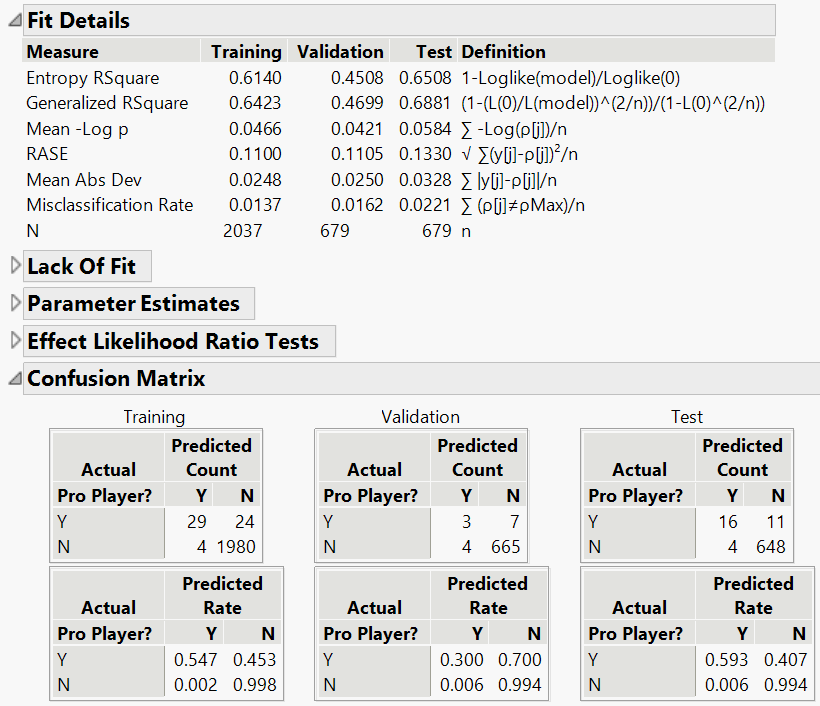 Fit Details
Measure Training Validation Test Definition
Entropy RSquare 0.6140 0.4508 0.6508 1-Loglike(model)/Loglike(0)
Generalized RSquare 0.6423 0.4699 0.6881 (1-(L(0)/L(model))^(2/n))/(1-L(0)^(2/n))
Mean -Log p 0.0466 0.0421 0.0584 ∑ -Log(ρ[j])/n
RASE 0.1100 0.1105 0.1330 √ ∑(y[j]-ρ[j])²/n
Mean Abs Dev 0.0248 0.0250 0.0328 ∑ |y[j]-ρ[j]|/n
Misclassification Rate 0.0137 0.0162 0.0221 ∑ (ρ[j]≠ρMax)/n
N 2037 679 679 n
Lack Of Fit
Parameter Estimates
Effect Likelihood Ratio Tests
Confusion Matrix
Training Validation Test
Predicted Predicted Predicted
Actual Count Actual Count Actual Count
Pro Player? Y N Pro Player? Y N Pro Player? Y N
Y 29 24 Y 3 7 Y 16 11
N 4 1980 N 4 665 N 4 648
Predicted Predicted Predicted
Actual Rate Actual Rate Actual Rate
Pro Player? Y N Pro Player? Y N Pro Player? Y N
Y 0.547 0.453 Y 0.300 0.700 Y 0.593 0.407
N 0.002 0.998 N 0.006 0.994 N 0.006 0.994